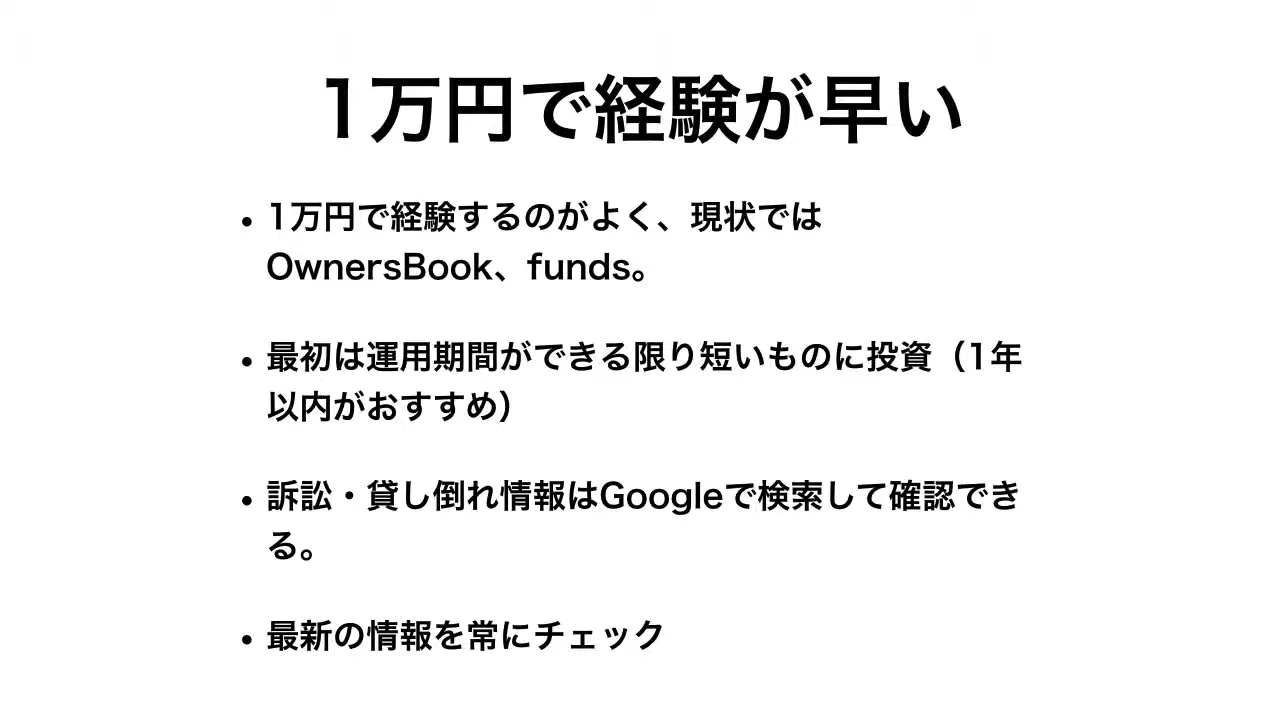 1万円で経験が早い
•1万円で経験するのがよく、現状では
OwnersBook、funds。
•最初は運用期間ができる限り短いものに投資（1年
以内がおすすめ）
•訴訟・貸し倒れ情報はGoogleで検索して確認でき
る。
•最新の情報を常にチェック